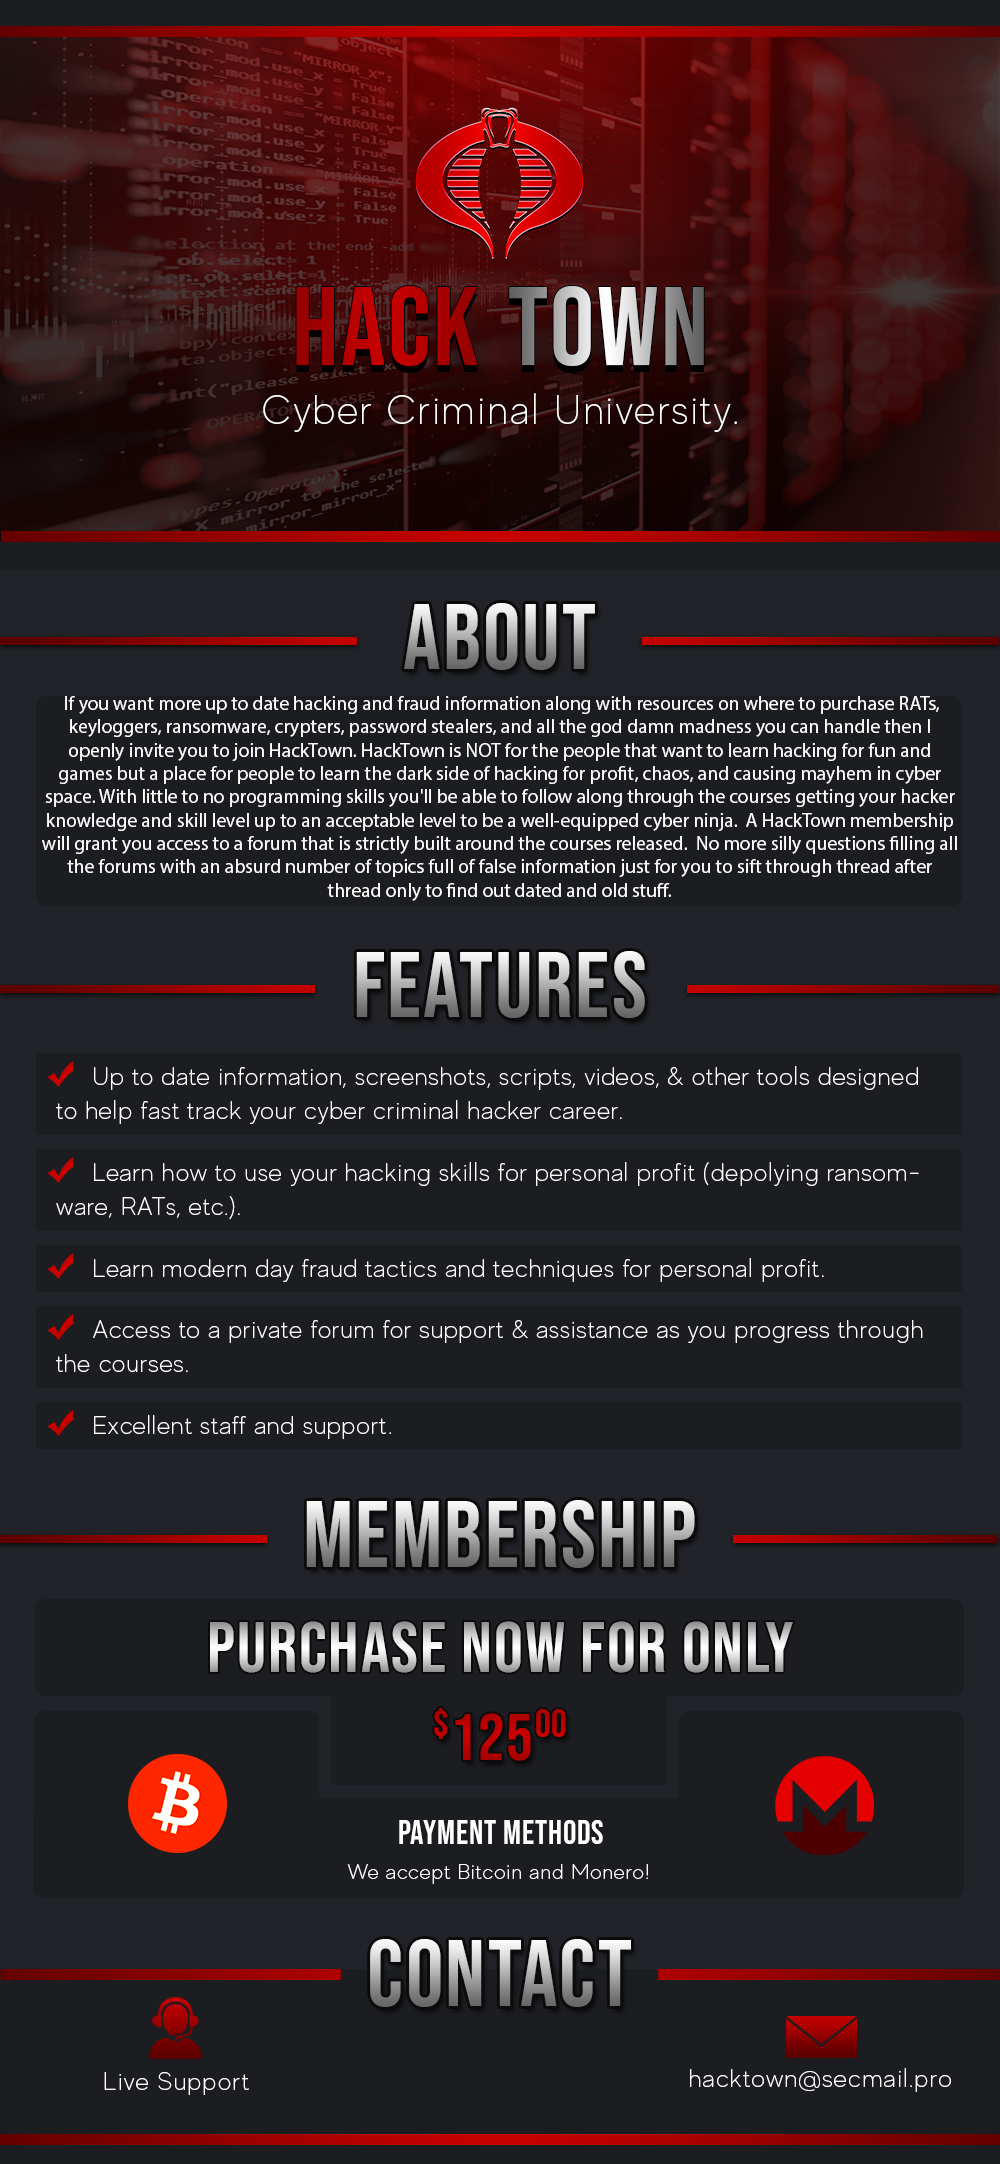 HACK TOWN
Cyber Criminal University.
ABOUT
If you want more up to date hacking and fraud information along with resources on where to purchase RATs,
keyloggers, ransomware, crypters, password stealers, and all the god damn madness you can handle then I
openly invite you to join HackTown. HackTown is NOT for the people that want to learn hacking for fun and
games but a place for people to learn the dark side of hacking for profit, chaos, and causing mayhem in cyber
space. With little to no programming skills you'll be able to follow along through the courses getting your hacker
knowledge and skill level up to an acceptable level to be a well-equipped cyber ninja.  A HackTown membership
will grant you access to a forum that is strictly built around the courses released.  No more silly questions filling all
the forums with an absurd number of topics full of false information just for you to sift through thread after
thread only to find out dated and old stuff.
FEATURES
Up to date information, screenshots, scripts, videos, & other tools designed
to help fast track your cyber criminal hacker career.
Learn how to use your hacking skills for personal profit (depolying ransom-
ware, RATs, etc.).
Learn modern day fraud tactics and techniques for personal profit.
Access to a private forum for support & assistance as you progress through
the courses.
Excellent staff and support.
MEMBERSHIP
PURCHASE NOW FOR ONLY
$12500
PAYMENT METHODS
We accept Bitcoin and Monero!
CONTACT
Live Support
hacktown@secmail.pro